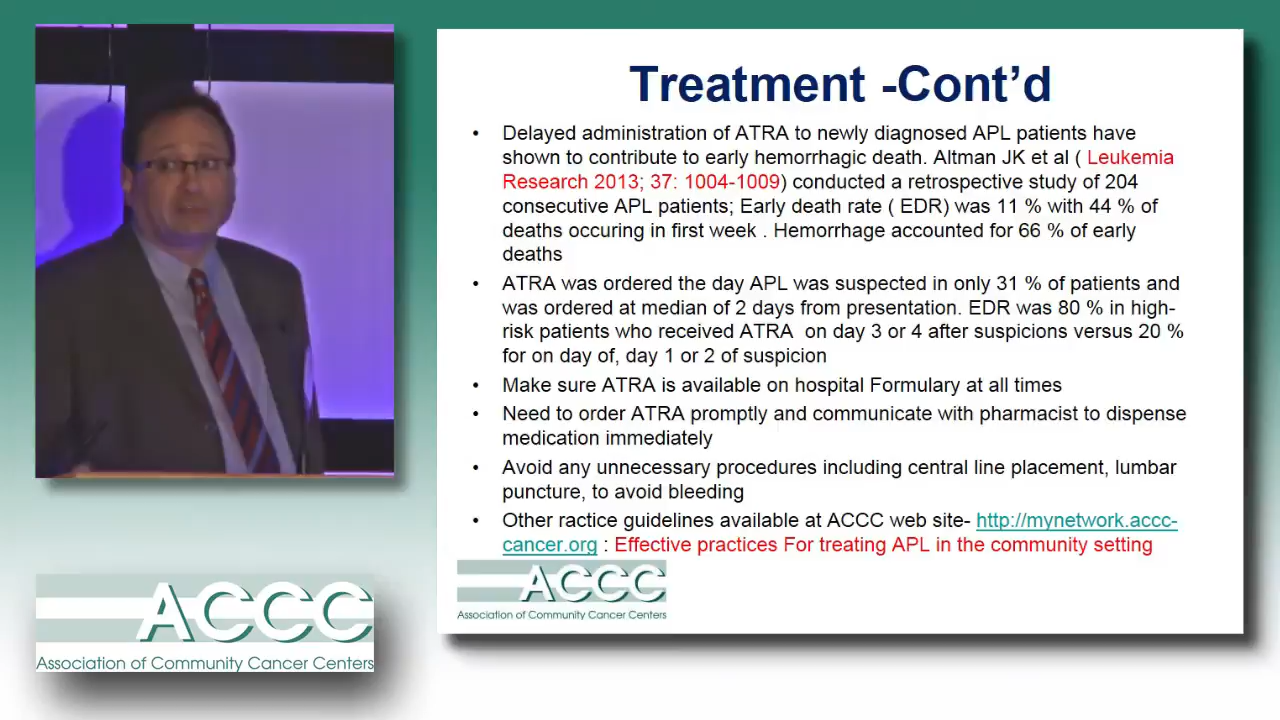 Treatment -Cont’d
• Delayed administration of ATRA to newly diagnosed APL patients have
shown to contribute to early hemorrhagic death. Altman JK et al ( Leukemia
Research 2013; 37: 1004-1009) conducted a retrospective study of 204
consecutive APL patients; Early death rate ( EDR) was 11 % with 44 % of
deaths occuring in first week . Hemorrhage accounted for 66 % of early
deaths
• ATRA was ordered the day APL was suspected in only 31 % of patients and
was ordered at median of 2 days from presentation. EDR was 80 % in high-
risk patients who received ATRA on day 3 or 4 after suspicions versus 20 %
for on day of, day 1 or 2 of suspicion
• Make sure ATRA is available on hospital Formulary at all times
• Need to order ATRA promptly and communicate with pharmacist to dispense
medication immediately
• Avoid any unnecessary procedures including central line placement, lumbar
puncture, to avoid bleeding
• Other ractice guidelines available at ACCC web site- http://mynetwork.accc-
cancer.org : Effective practices For treating APL in the community setting
ACCC
Association of Community Cancer Centers
ACCC
Association of Community Cancer Centers